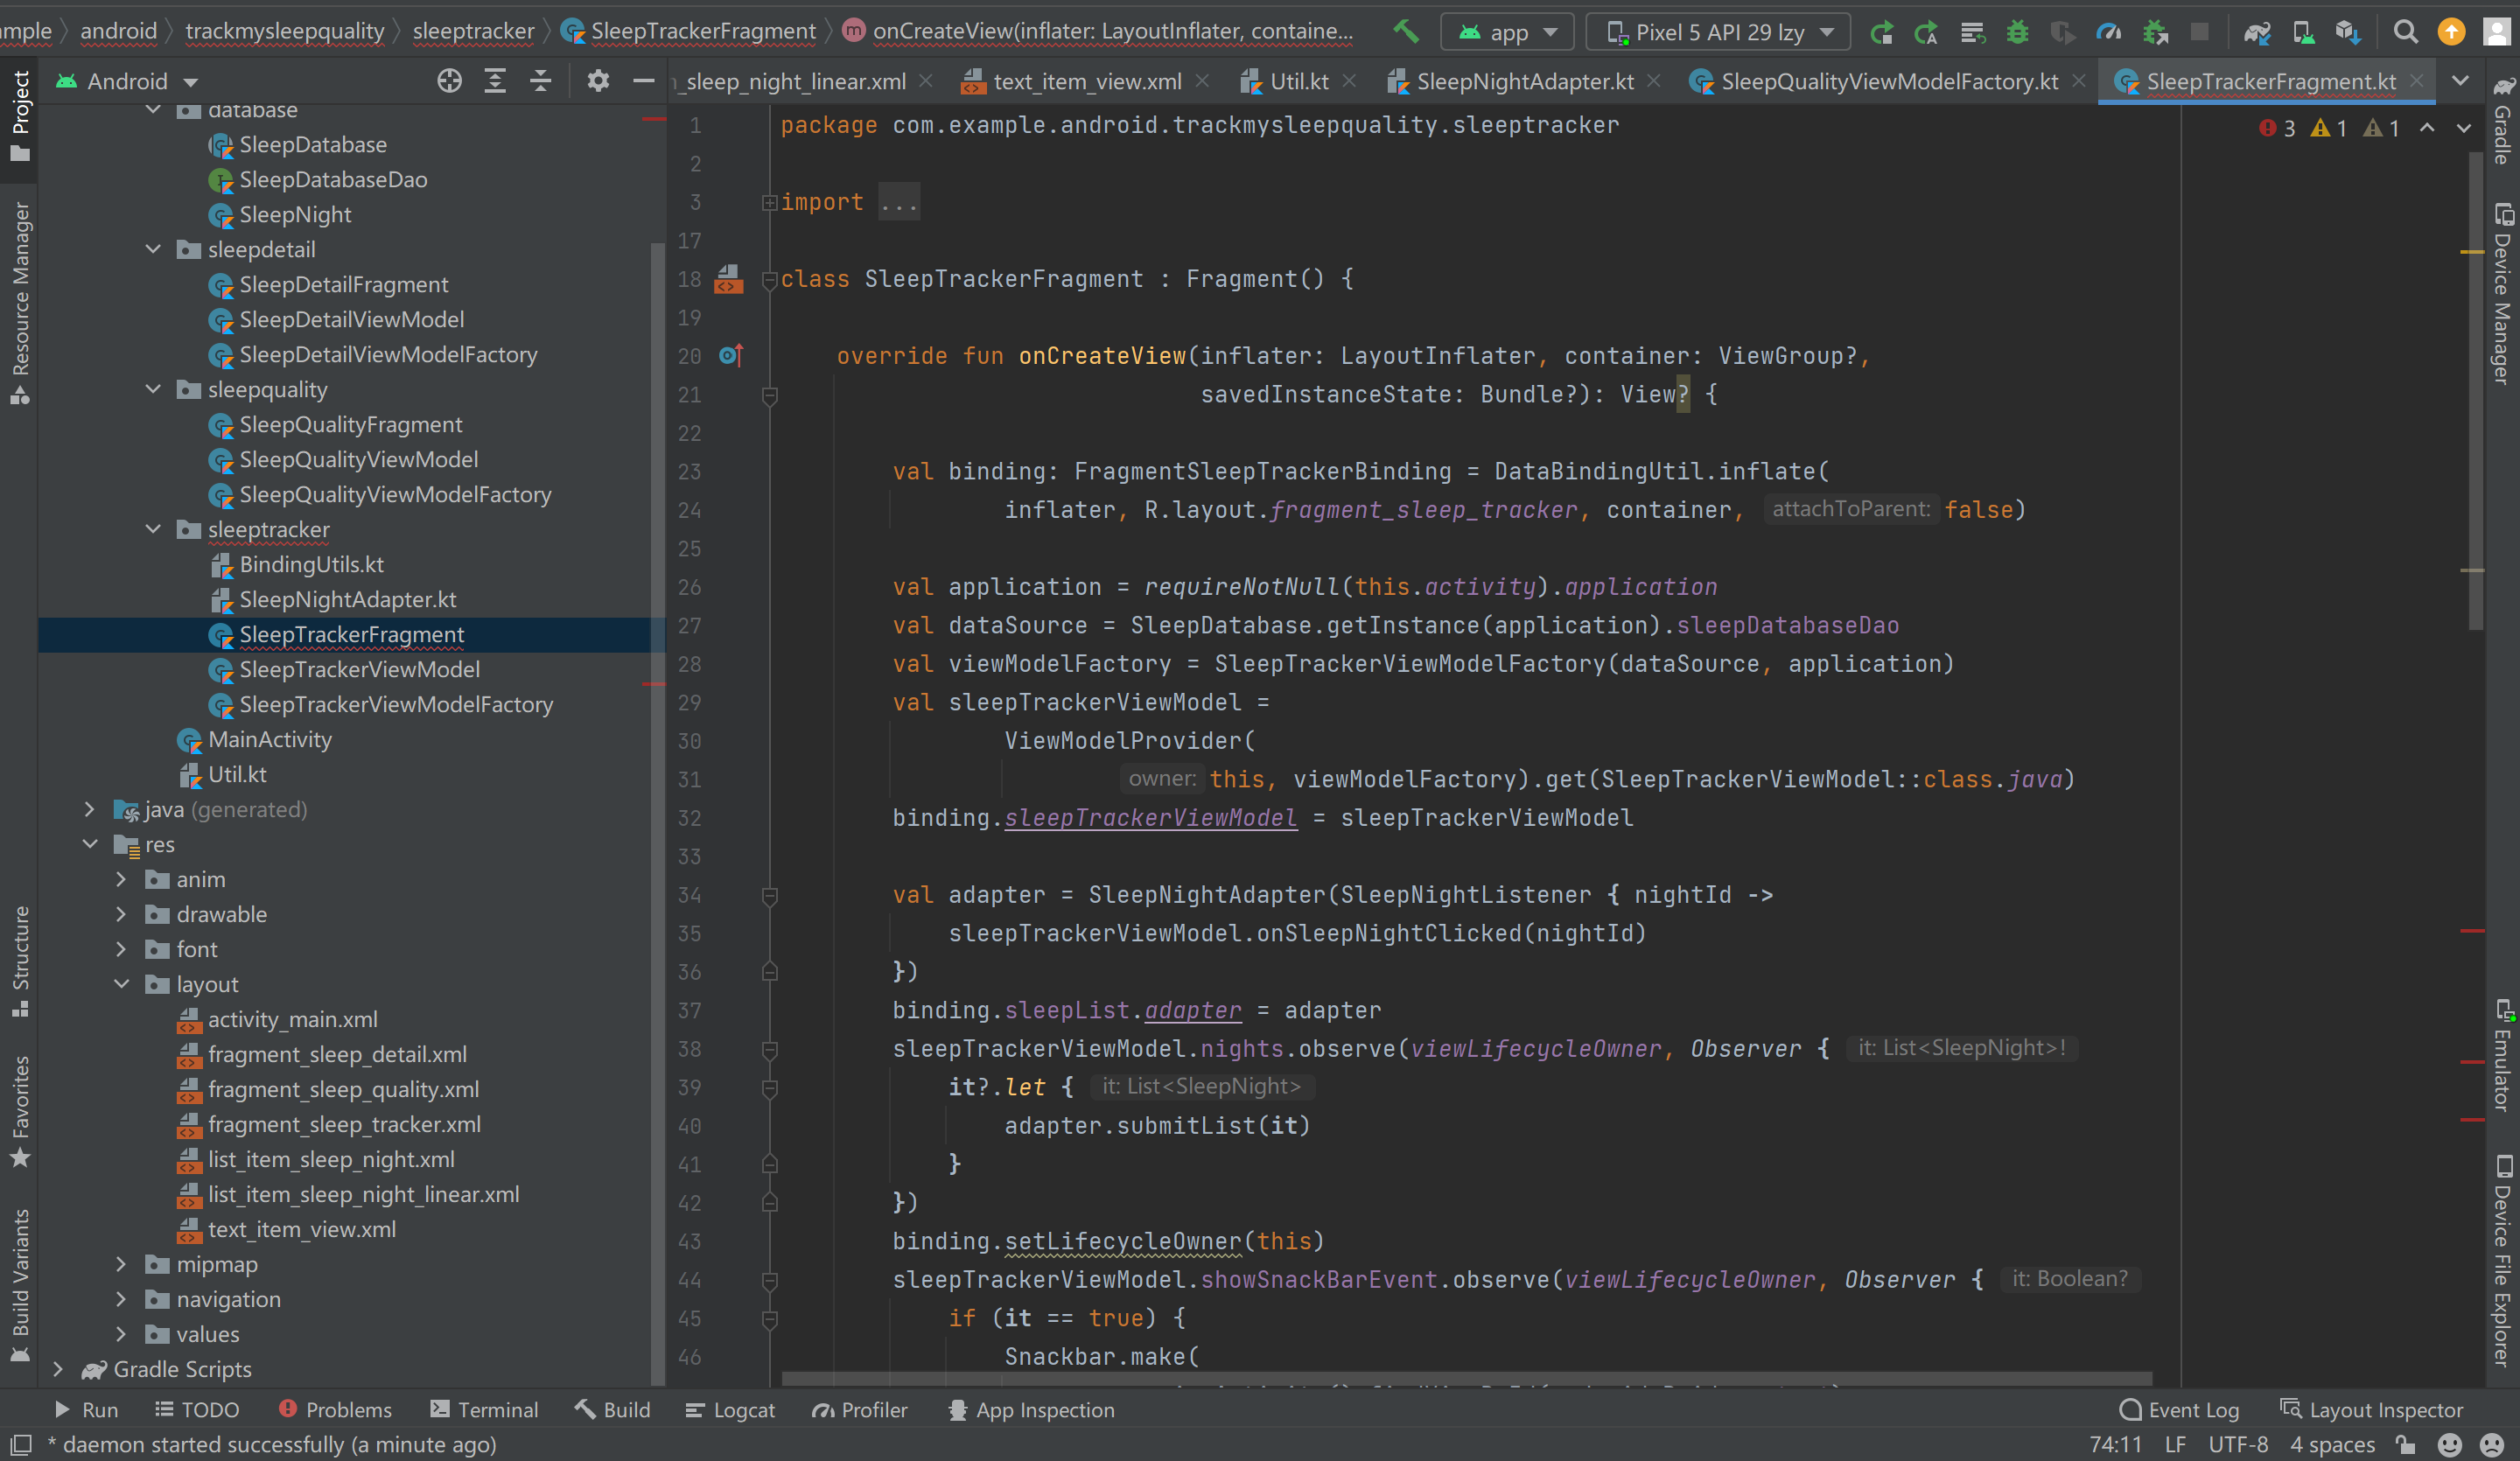 mple
android
trackmysleepquality
sleeptracker
SleepTrackerFragment
onCreateView(inflater: LayoutInflater, containe...
app
Pixel 5 API 29 lzy
Project
Resource Manager
Structure
Favorites
Build Variants
Android
database
SleepDatabase
SleepDatabaseDao
SleepNight
sleepdetail
SleepDetailFragment
SleepDetailViewModel
SleepDetailViewModelFactory
sleepquality
SleepQualityFragment
SleepQualityViewModel
SleepQualityViewModelFactory
sleeptracker
BindingUtils.kt
SleepNightAdapter.kt
SleepTrackerFragment
SleepTrackerViewModel
SleepTrackerViewModelFactory
MainActivity
Util.kt
java (generated)
res
anim
drawable
font
layout
activity_main.xml
fragment_sleep_detail.xml
fragment_sleep_quality.xml
fragment_sleep_tracker.xml
list_item_sleep_night.xml
list_item_sleep_night_linear.xml
text_item_view.xml
mipmap
navigation
values
Gradle Scripts
_sleep_night_linear.xml
text_item_view.xml
Util.kt
SleepNightAdapter.kt
SleepQualityViewModelFactory.kt
SleepTrackerFragment.kt
3 1 1
1 package com.example.android.trackmysleepquality.sleeptracker
2
3 import ...
17
18 class SleepTrackerFragment : Fragment() {
19
20 override fun onCreateView(inflater: LayoutInflater, container: ViewGroup?,
21 savedInstanceState: Bundle?): View? {
22
23 val binding: FragmentSleepTrackerBinding = DataBindingUtil.inflate(
24 inflater, R.layout.fragment_sleep_tracker, container, attachToParent: false)
25
26 val application = requireNotNull(this.activity).application
27 val dataSource = SleepDatabase.getInstance(application).sleepDatabaseDao
28 val viewModelFactory = SleepTrackerViewModelFactory(dataSource, application)
29 val sleepTrackerViewModel =
30 ViewModelProvider(
31 owner: this, viewModelFactory).get(SleepTrackerViewModel::class.java)
32 binding.sleepTrackerViewModel = sleepTrackerViewModel
33
34 val adapter = SleepNightAdapter(SleepNightListener { nightId ->
35 sleepTrackerViewModel.onSleepNightClicked(nightId)
36 })
37 binding.sleepList.adapter = adapter
38 sleepTrackerViewModel.nights.observe(viewLifecycleOwner, Observer { it: List<SleepNight>!
39 it?.let { it: List<SleepNight>
40 adapter.submitList(it)
41 }
42 })
43 binding.setLifecycleOwner(this)
44 sleepTrackerViewModel.showSnackBarEvent.observe(viewLifecycleOwner, Observer { it: Boolean?
45 if (it == true) {
46 Snackbar.make(
Gradle
Device Manager
Emulator
Device File Explorer
Run
TODO
Problems
Terminal
Build
Logcat
Profiler
App Inspection
Event Log
Layout Inspector
* daemon started successfully (a minute ago)
74:11 LF UTF-8 4 spaces